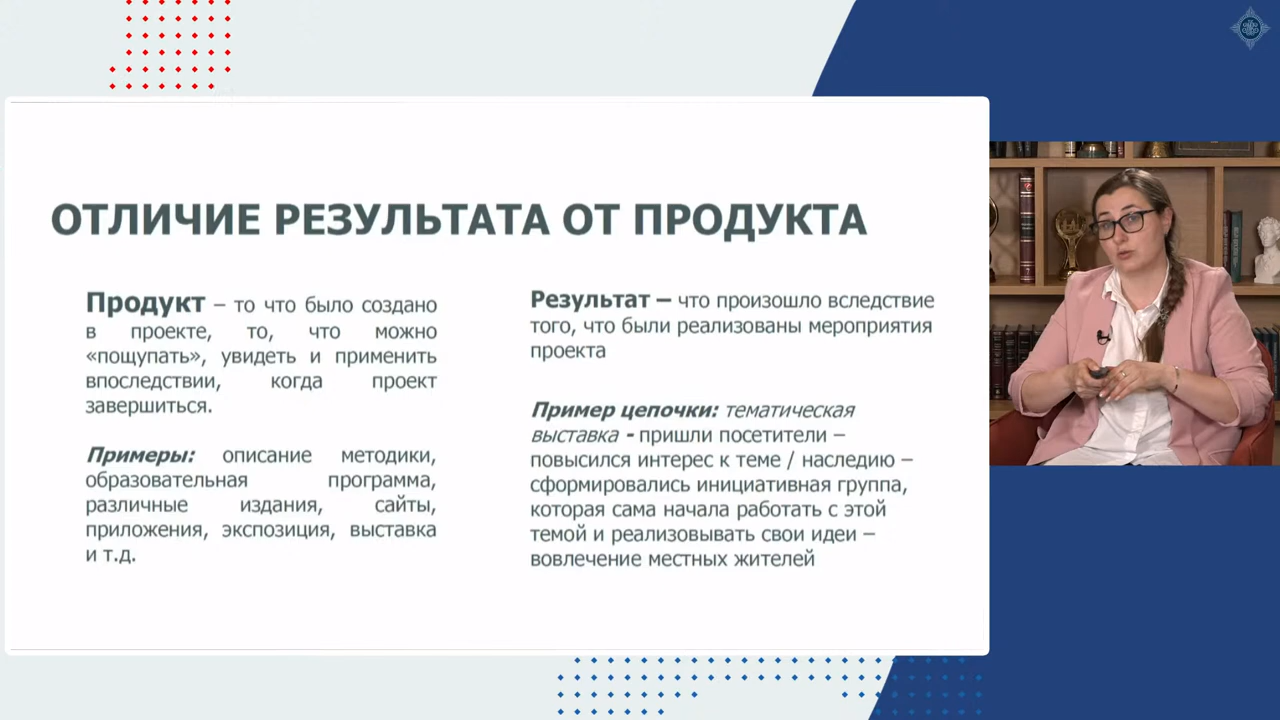 ОТЛИЧИЕ РЕЗУЛЬТАТА ОТ ПРОДУКТА
Продукт – то что было создано
в проекте, то, что можно
«пощупать», увидеть и применить
впоследствии, когда проект
завершиться.
Примеры: описание методики,
образовательная программа,
различные издания, сайты,
приложения, экспозиция, выставка
и т.д.
Результат – что произошло вследствие
того, что были реализованы мероприятия
проекта
Пример цепочки: тематическая
выставка - пришли посетители –
повысился интерес к теме / наследию –
сформировались инициативная группа,
которая сама начала работать с этой
темой и реализовывать свои идеи –
вовлечение местных жителей